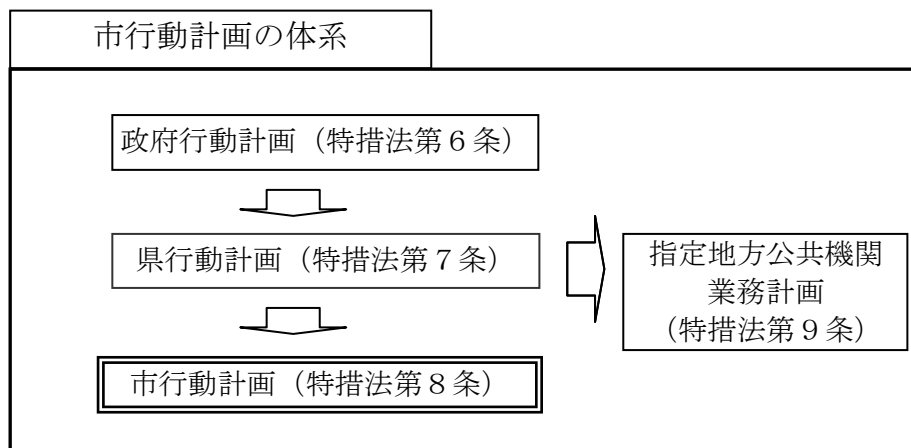 市行動計画の体系
政府行動計画（特措法第６条）
県行動計画（特措法第７条）
指定地方公共機関
業務計画
（特措法第９条）
市行動計画（特措法第８条）